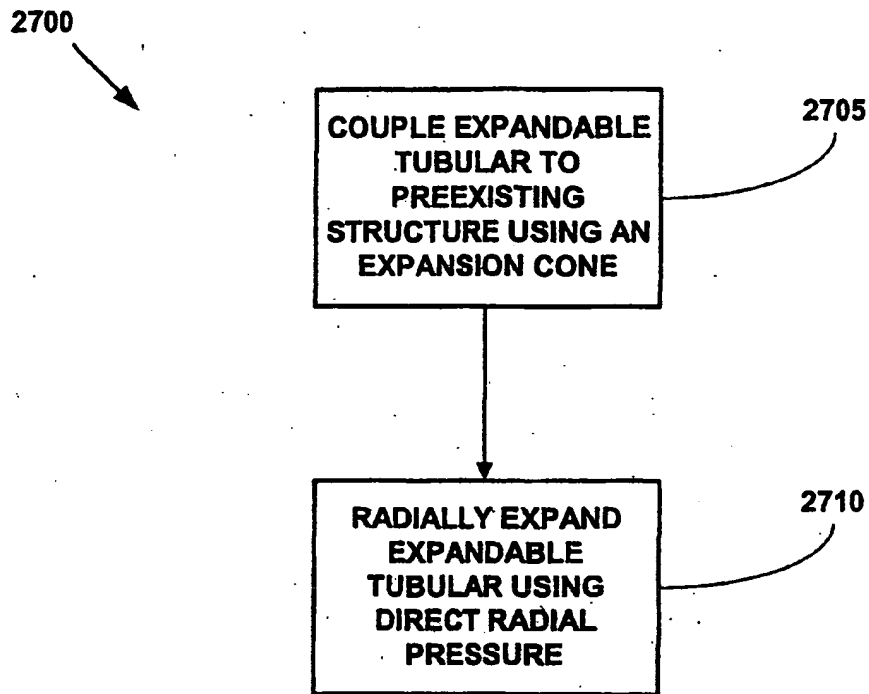 2700
COUPLE EXPANDABLE
TUBULAR TO
PREEXISTING
STRUCTURE USING AN
EXPANSION CONE
2705
RADIALLY EXPAND
EXPANDABLE
TUBULAR USING
DIRECT RADIAL
PRESSURE
2710